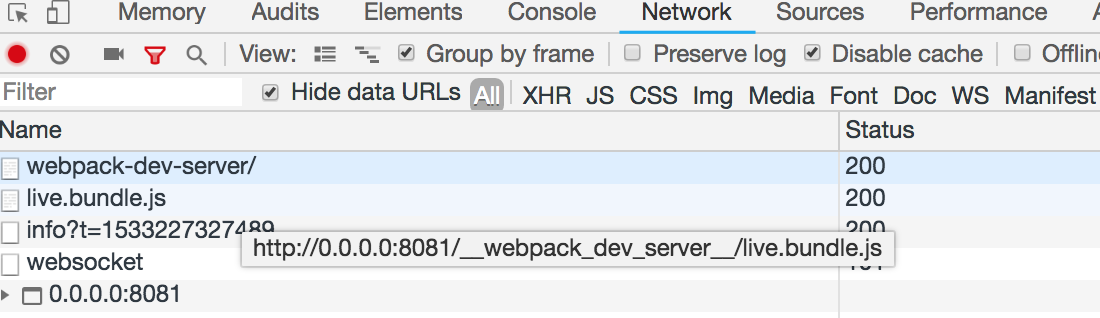 Memory Audits Elements Console Network Sources Performance
View: Group by frame Preserve log Disable cache Offlin
Filter Hide data URLs All XHR JS CSS Img Media Font Doc WS Manifest
Name Status
webpack-dev-server/ 200
live.bundle.js 200
info?t=1533227327489 200
http://0.0.0.0:8081/__webpack_dev_server__/live.bundle.js
websocket
0.0.0.0:8081